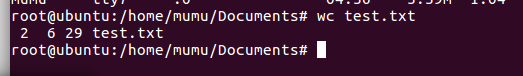 root@ubuntu:/home/mumu/Documents# wc test.txt
 2  6 29 test.txt
root@ubuntu:/home/mumu/Documents#